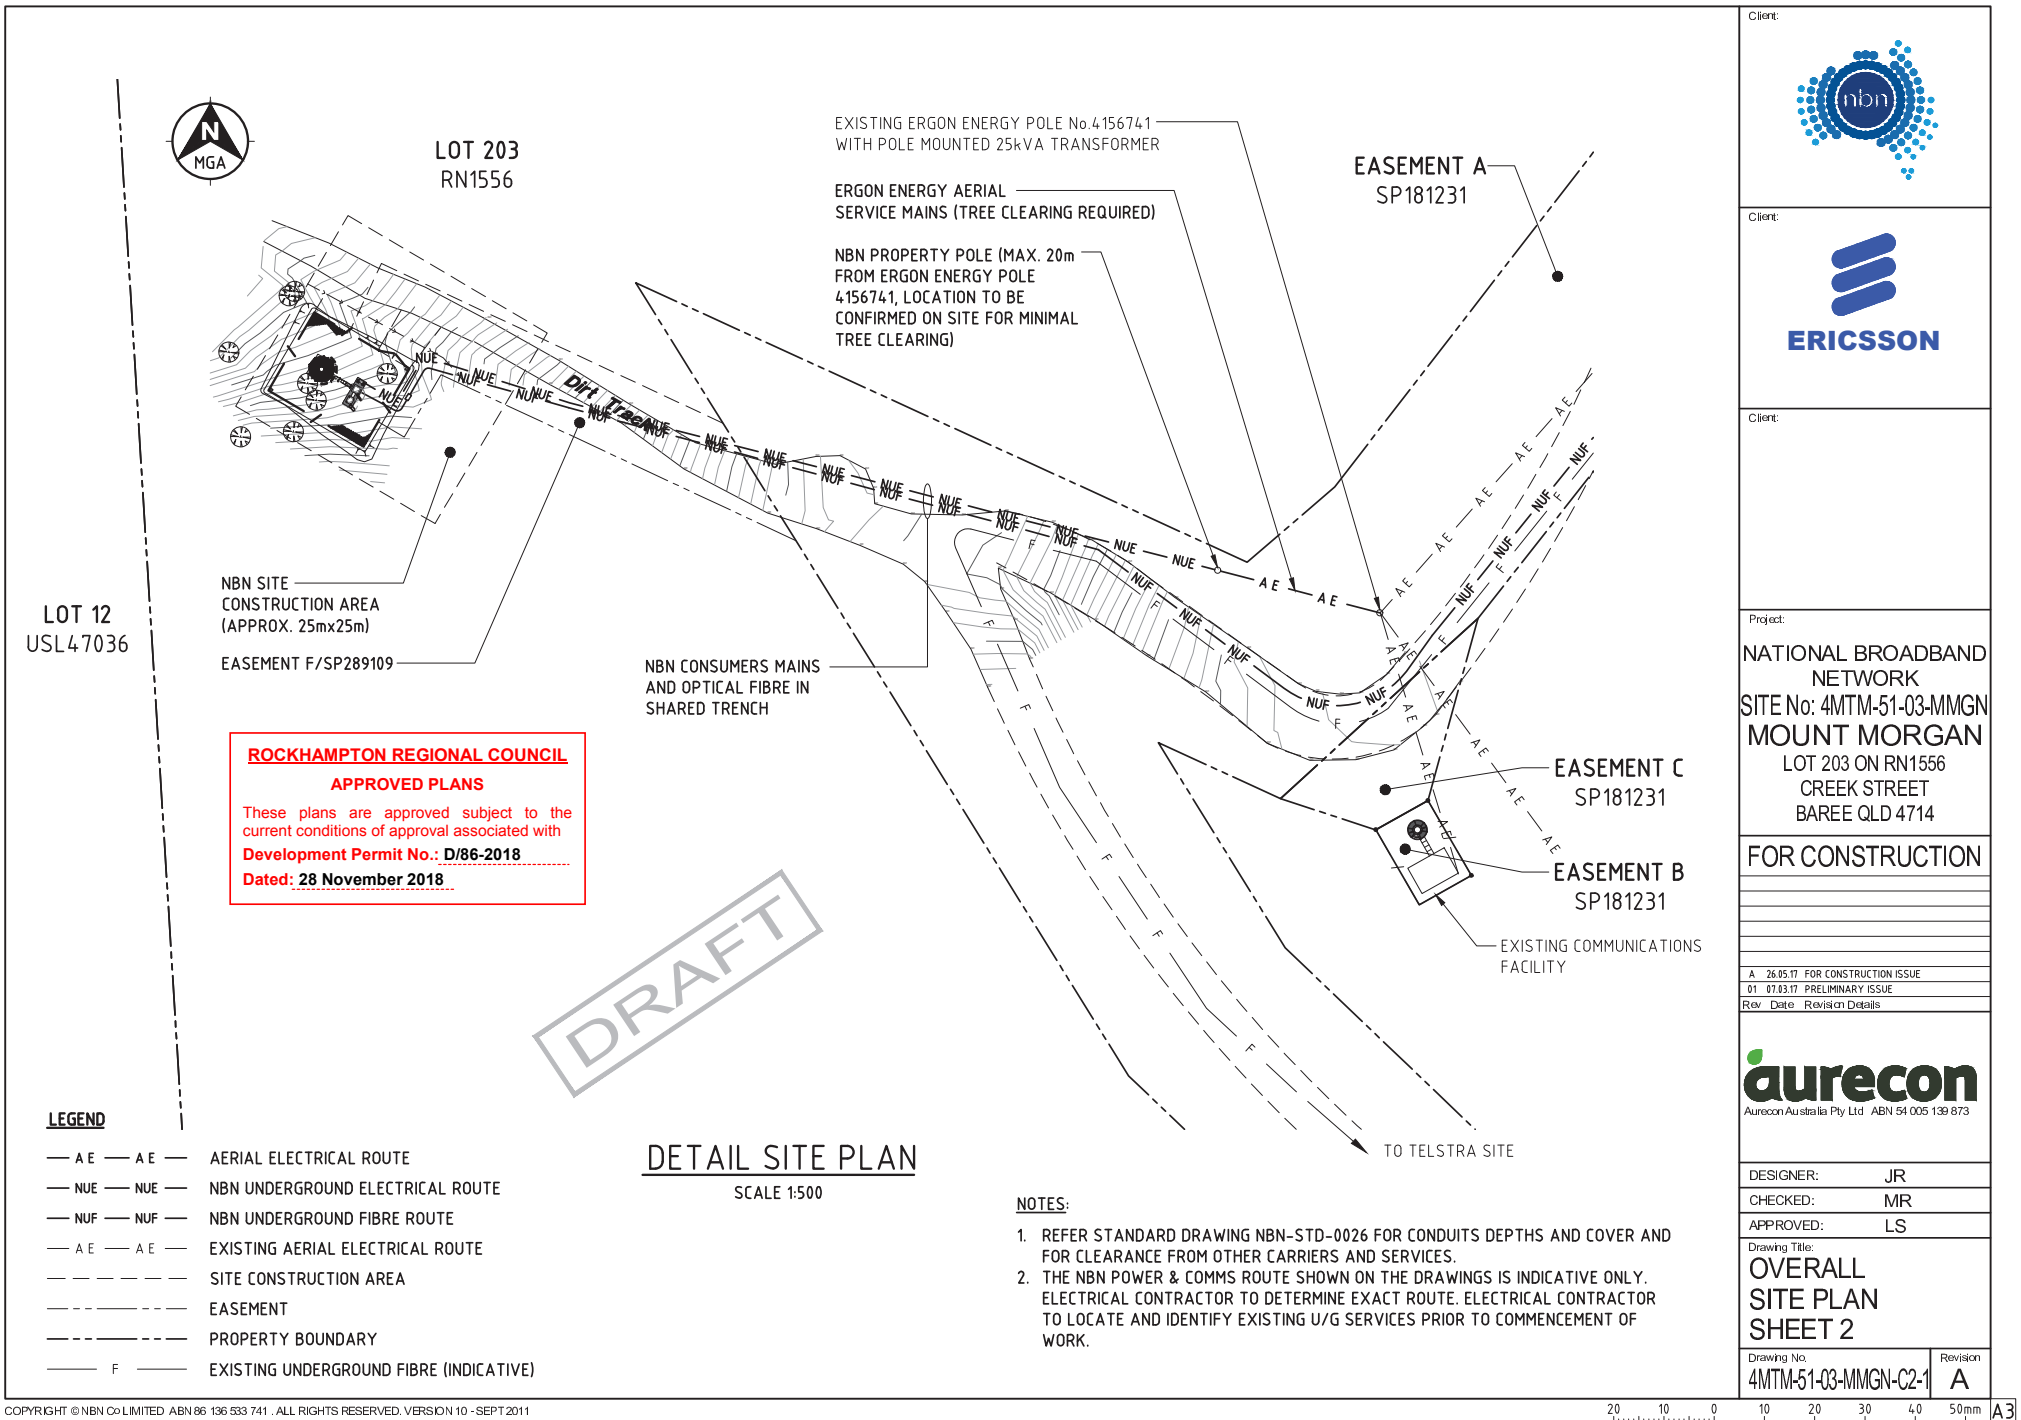 N
MGA
LOT 203
RN1556
EXISTING ERGON ENERGY POLE No.4156741
WITH POLE MOUNTED 25kVA TRANSFORMER
ERGON ENERGY AERIAL
SERVICE MAINS (TREE CLEARING REQUIRED)
NBN PROPERTY POLE (MAX. 20m
FROM ERGON ENERGY POLE
4156741, LOCATION TO BE
CONFIRMED ON SITE FOR MINIMAL
TREE CLEARING)
EASEMENT A
SP181231
Dirt Track
NUE
NUF
A E
F
NBN SITE
CONSTRUCTION AREA
(APPROX. 25mx25m)
EASEMENT F/SP289109
LOT 12
USL47036
NBN CONSUMERS MAINS
AND OPTICAL FIBRE IN
SHARED TRENCH
ROCKHAMPTON REGIONAL COUNCIL
APPROVED PLANS
These plans are approved subject to the
current conditions of approval associated with
Development Permit No.: D/86-2018
Dated: 28 November 2018
DRAFT
EASEMENT C
SP181231
EASEMENT B
SP181231
EXISTING COMMUNICATIONS
FACILITY
TO TELSTRA SITE
LEGEND
A E A E AERIAL ELECTRICAL ROUTE
NUE NUE NBN UNDERGROUND ELECTRICAL ROUTE
NUF NUF NBN UNDERGROUND FIBRE ROUTE
A E A E EXISTING AERIAL ELECTRICAL ROUTE
SITE CONSTRUCTION AREA
EASEMENT
PROPERTY BOUNDARY
F EXISTING UNDERGROUND FIBRE (INDICATIVE)
DETAIL SITE PLAN
SCALE 1:500
NOTES:
1. REFER STANDARD DRAWING NBN-STD-0026 FOR CONDUITS DEPTHS AND COVER AND
FOR CLEARANCE FROM OTHER CARRIERS AND SERVICES.
2. THE NBN POWER & COMMS ROUTE SHOWN ON THE DRAWINGS IS INDICATIVE ONLY.
ELECTRICAL CONTRACTOR TO DETERMINE EXACT ROUTE. ELECTRICAL CONTRACTOR
TO LOCATE AND IDENTIFY EXISTING U/G SERVICES PRIOR TO COMMENCEMENT OF
WORK.
Client:
nbn
Client:
ERICSSON
Client:
Project:
NATIONAL BROADBAND
NETWORK
SITE No: 4MTM-51-03-MMGN
MOUNT MORGAN
LOT 203 ON RN1556
CREEK STREET
BAREE QLD 4714
FOR CONSTRUCTION
A 26.05.17 FOR CONSTRUCTION ISSUE
01 07.03.17 PRELIMINARY ISSUE
Rev Date Revision Details
aurecon
Aurecon Australia Pty Ltd ABN 54 005 139 873
DESIGNER: JR
CHECKED: MR
APPROVED: LS
Drawing Title:
OVERALL
SITE PLAN
SHEET 2
Drawing No. Revision
4MTM-51-03-MMGN-C2-1 A
COPYRIGHT © NBN Co LIMITED ABN 86 136 533 741 . ALL RIGHTS RESERVED. VERSION 10 - SEPT 2011
20 10 0 10 20 30 40 50mm A3